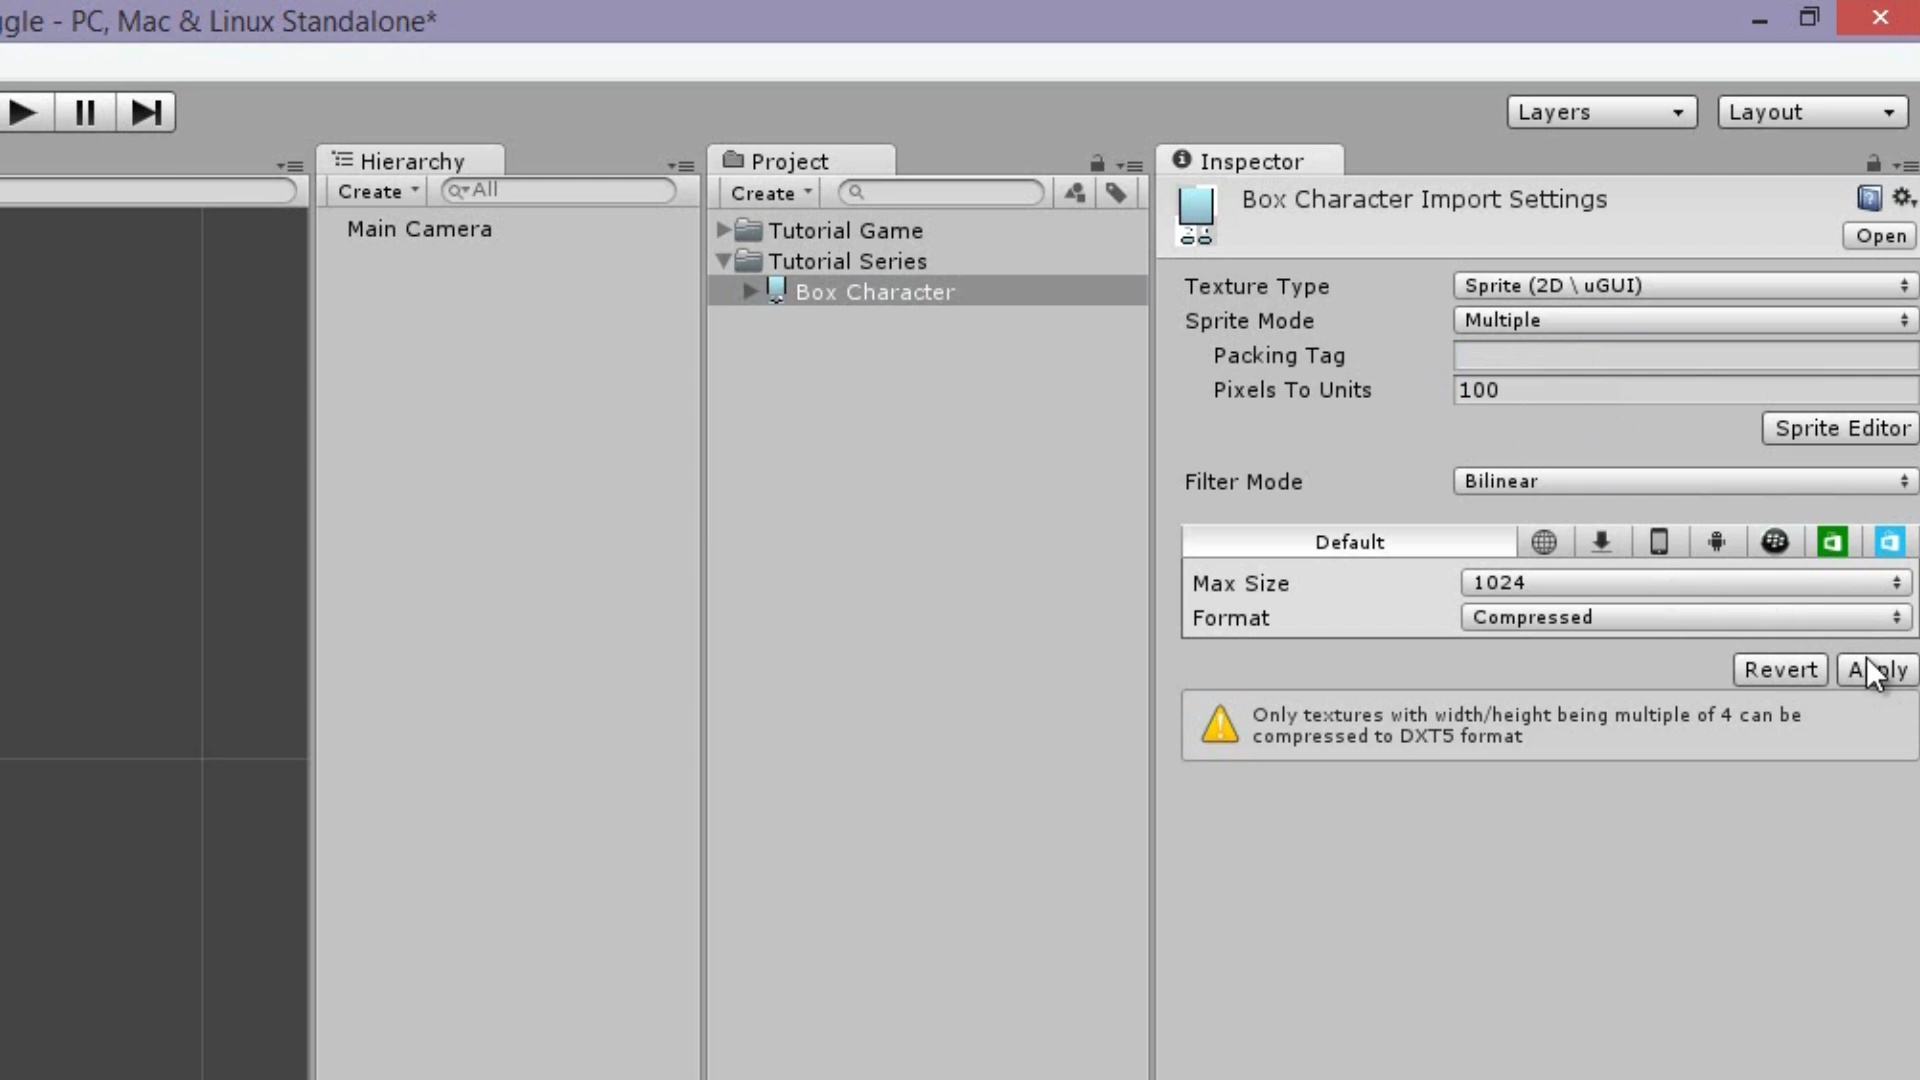 ggle - PC, Mac & Linux Standalone*
Layers
Layout
Hierarchy
Create
All
Main Camera
Project
Create
Tutorial Game
Tutorial Series
Box Character
Inspector
Box Character Import Settings
Open
Texture Type
Sprite (2D \ uGUI)
Sprite Mode
Multiple
Packing Tag
Pixels To Units
100
Sprite Editor
Filter Mode
Bilinear
Default
Max Size
1024
Format
Compressed
Revert
Apply
Only textures with width/height being multiple of 4 can be
compressed to DXT5 format